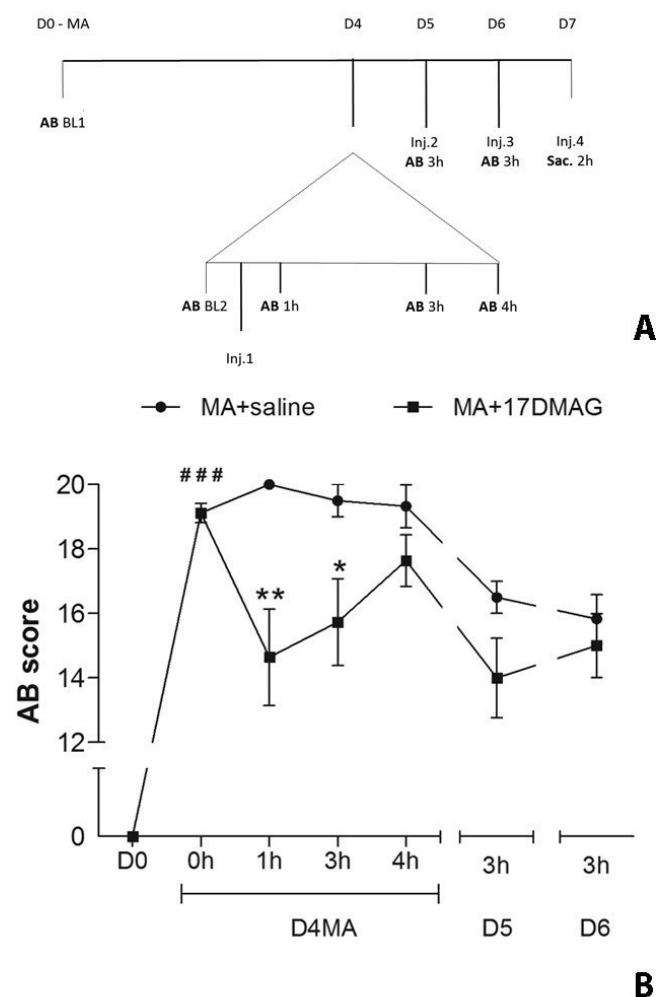 D0 - MA D4 D5 D6 D7
AB BL1
Inj.2 Inj.3 Inj.4
AB 3h AB 3h Sac. 2h
AB BL2 AB 1h AB 3h AB 4h
Inj.1
A
MA+saline MA+17DMAG
###
20
18
** *
16
14
12
0
AB score
D0 0h 1h 3h 4h 3h 3h
D4MA D5 D6
B